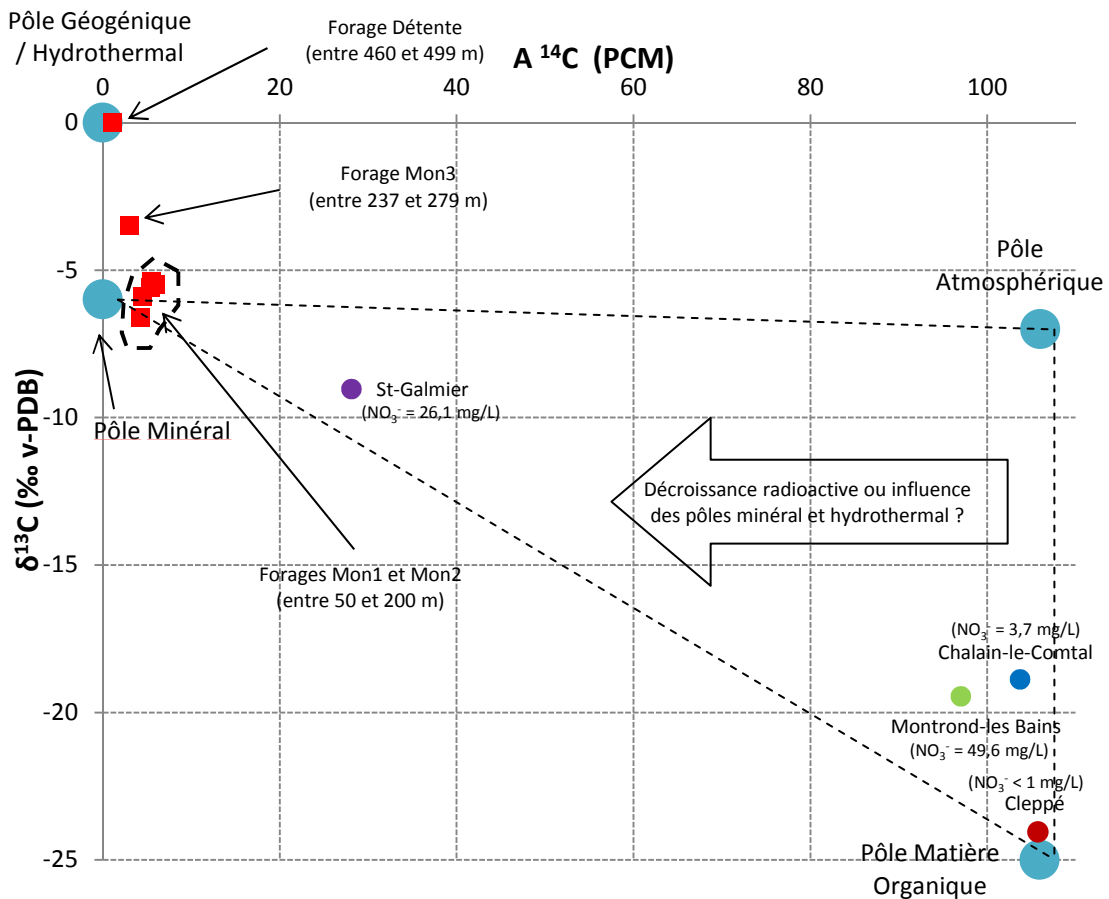 Pôle Géogénique
/ Hydrothermal
Forage Détente
(entre 460 et 499 m)
A ¹⁴C (PCM)
0
20
40
60
80
100
0
-5
-10
-15
-20
-25
δ¹³C (‰ v-PDB)
Forage Mon3
(entre 237 et 279 m)
Pôle
Atmosphérique
St-Galmier
(NO₃⁻ = 26,1 mg/L)
Pôle Minéral
Décroissance radioactive ou influence
des pôles minéral et hydrothermal ?
Forages Mon1 et Mon2
(entre 50 et 200 m)
(NO₃⁻ = 3,7 mg/L)
Chalain-le-Comtal
Montrond-les Bains
(NO₃⁻ = 49,6 mg/L)
(NO₃⁻ < 1 mg/L)
Cleppé
Pôle Matière
Organique